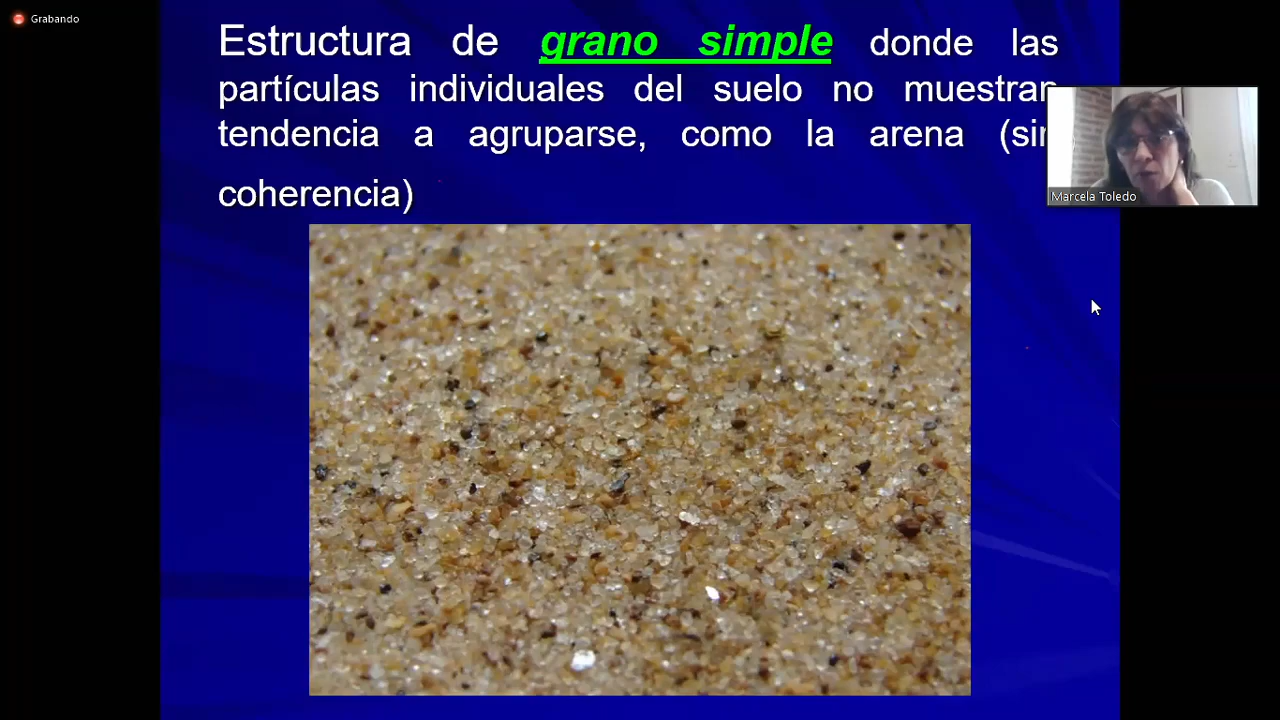 Grabando
Estructura de grano simple donde las
partículas individuales del suelo no muestran
tendencia a agruparse, como la arena (sin
coherencia)
Marcela Toledo